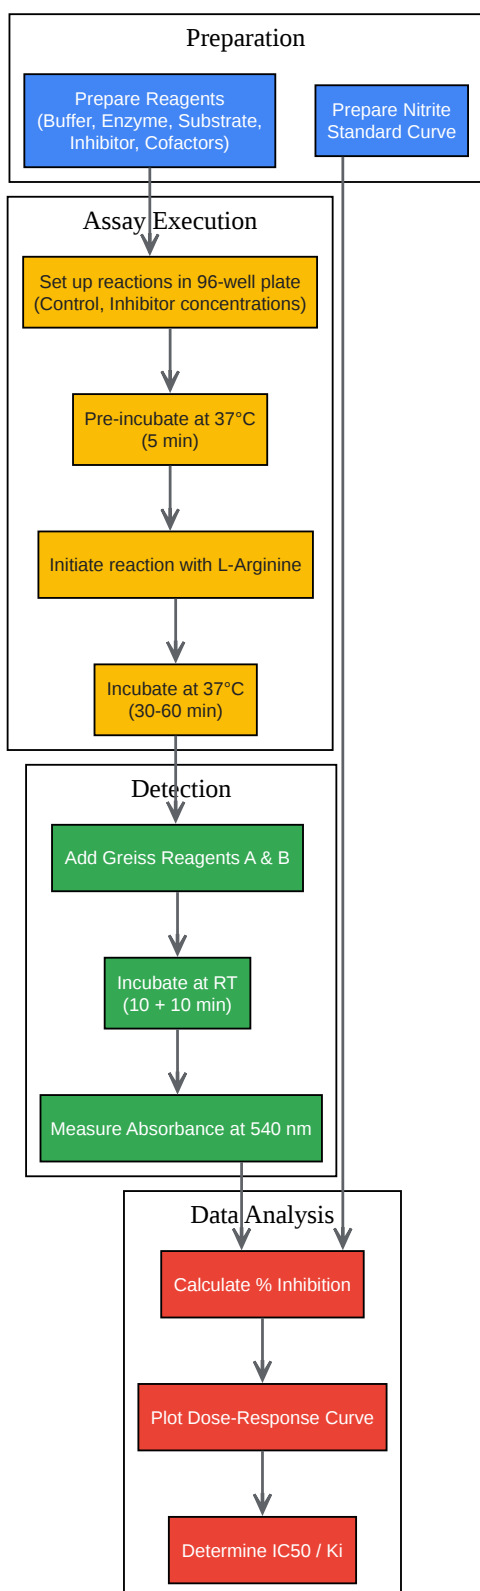 Preparation
Prepare Reagents
(Buffer, Enzyme, Substrate,
Inhibitor, Cofactors)
Prepare Nitrite
Standard Curve
Assay Execution
Set up reactions in 96-well plate
(Control, Inhibitor concentrations)
Pre-incubate at 37°C
(5 min)
Initiate reaction with L-Arginine
Incubate at 37°C
(30-60 min)
Detection
Add Greiss Reagents A & B
Incubate at RT
(10 + 10 min)
Measure Absorbance at 540 nm
Data Analysis
Calculate % Inhibition
Plot Dose-Response Curve
Determine IC50 / Ki